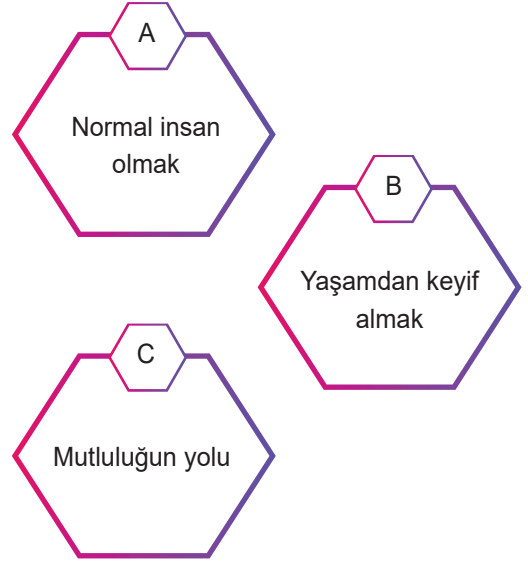 A
Normal insan
olmak
B
Yaşamdan keyif
almak
C
Mutluluğun yolu